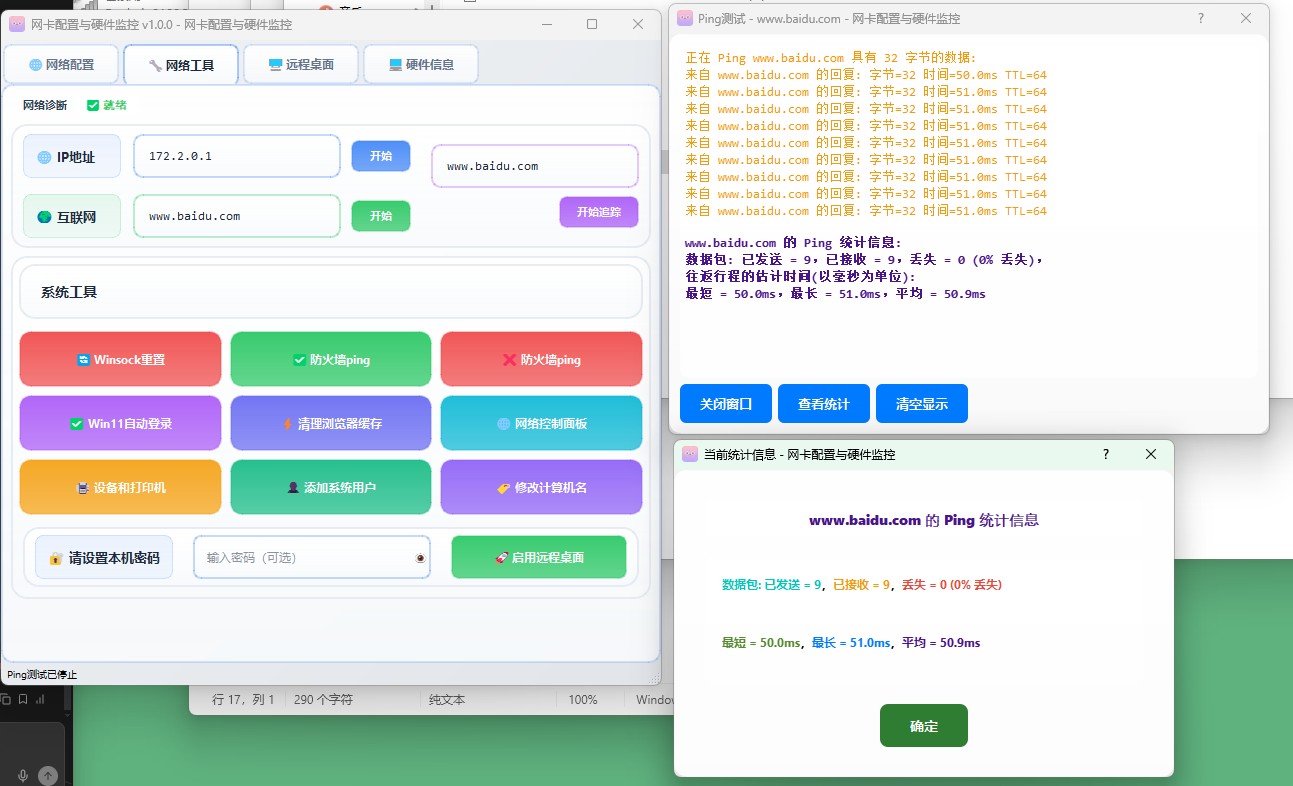 网卡配置与硬件监控 v1.0.0 - 网卡配置与硬件监控
网络配置
网络工具
远程桌面
硬件信息
网络诊断
就绪
IP地址
172.2.0.1
开始
www.baidu.com
互联网
www.baidu.com
开始
开始追踪
系统工具
Winsock重置
防火墙ping
防火墙ping
Win11自动登录
清理浏览器缓存
网络控制面板
设备和打印机
添加系统用户
修改计算机名
请设置本机密码
输入密码（可选）
启用远程桌面
Ping测试已停止
行 17，列 1
290 个字符
纯文本
100%
Window
Ping测试 - www.baidu.com - 网卡配置与硬件监控
?
正在 Ping www.baidu.com 具有 32 字节的数据:
来自 www.baidu.com 的回复: 字节=32 时间=50.0ms TTL=64
来自 www.baidu.com 的回复: 字节=32 时间=51.0ms TTL=64
来自 www.baidu.com 的回复: 字节=32 时间=51.0ms TTL=64
来自 www.baidu.com 的回复: 字节=32 时间=51.0ms TTL=64
来自 www.baidu.com 的回复: 字节=32 时间=51.0ms TTL=64
来自 www.baidu.com 的回复: 字节=32 时间=51.0ms TTL=64
来自 www.baidu.com 的回复: 字节=32 时间=51.0ms TTL=64
来自 www.baidu.com 的回复: 字节=32 时间=51.0ms TTL=64
来自 www.baidu.com 的回复: 字节=32 时间=51.0ms TTL=64
www.baidu.com 的 Ping 统计信息:
数据包: 已发送 = 9，已接收 = 9，丢失 = 0 (0% 丢失)，
往返行程的估计时间(以毫秒为单位):
最短 = 50.0ms，最长 = 51.0ms，平均 = 50.9ms
关闭窗口
查看统计
清空显示
当前统计信息 - 网卡配置与硬件监控
?
www.baidu.com 的 Ping 统计信息
数据包: 已发送 = 9，已接收 = 9，丢失 = 0 (0% 丢失)
最短 = 50.0ms，最长 = 51.0ms，平均 = 50.9ms
确定